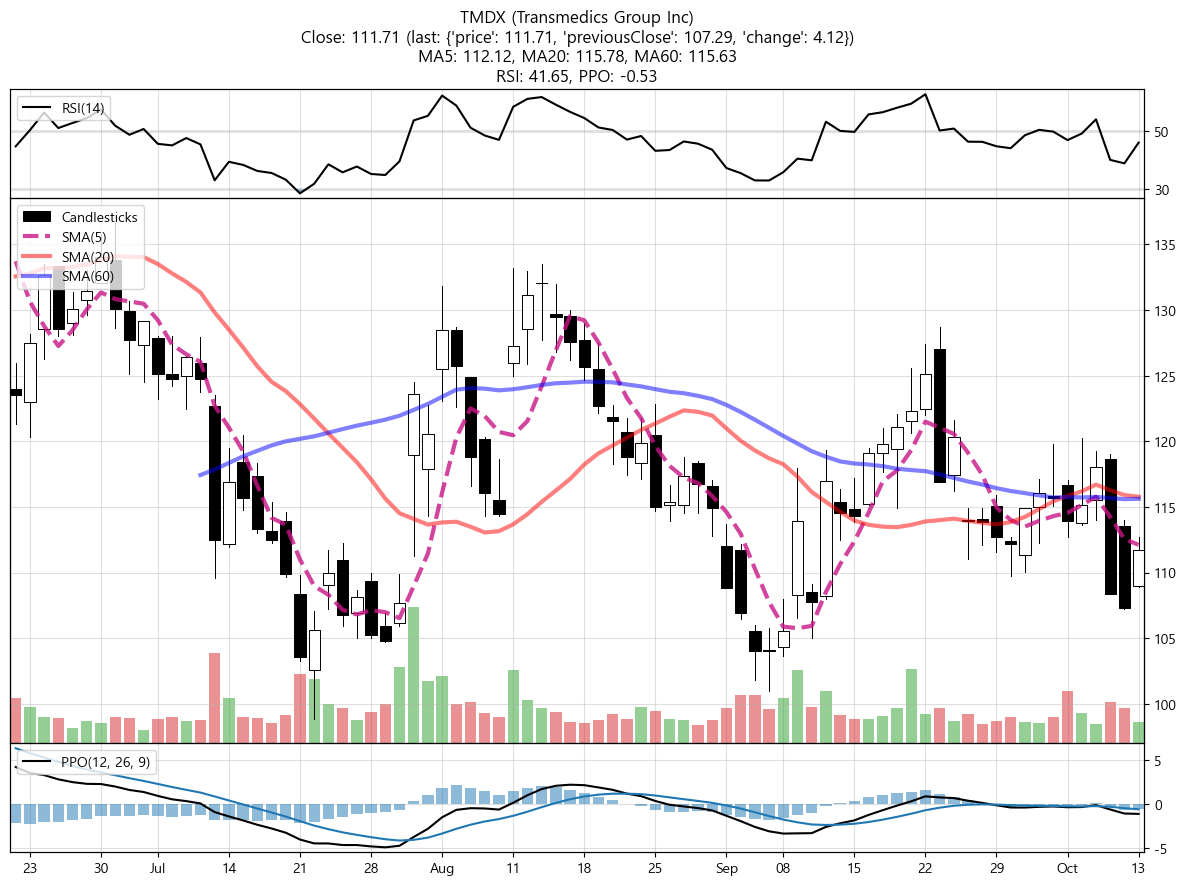 TMDX (Transmedics Group Inc)
Close: 111.71 (last: {'price': 111.71, 'previousClose': 107.29, 'change': 4.12})
MA5: 112.12, MA20: 115.78, MA60: 115.63
RSI: 41.65, PPO: -0.53
RSI(14)
50
30
Candlesticks
SMA(5)
SMA(20)
SMA(60)
135
130
125
120
115
110
105
100
PPO(12, 26, 9)
5
0
-5
23 30 Jul 14 21 28 Aug 11 18 25 Sep 08 15 22 29 Oct 13